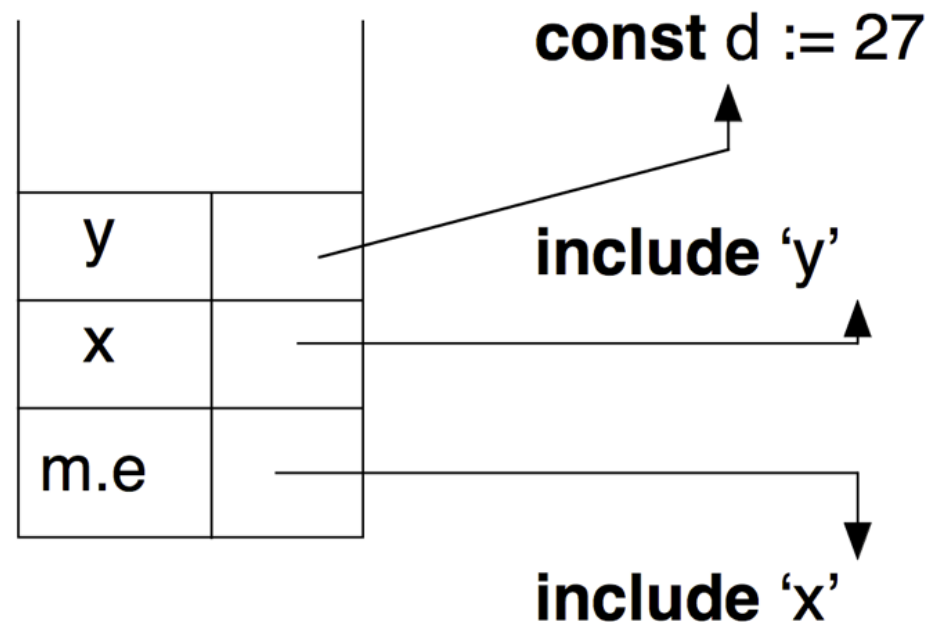 const d := 27
y
include ‘y’
x
m.e
include ‘x’